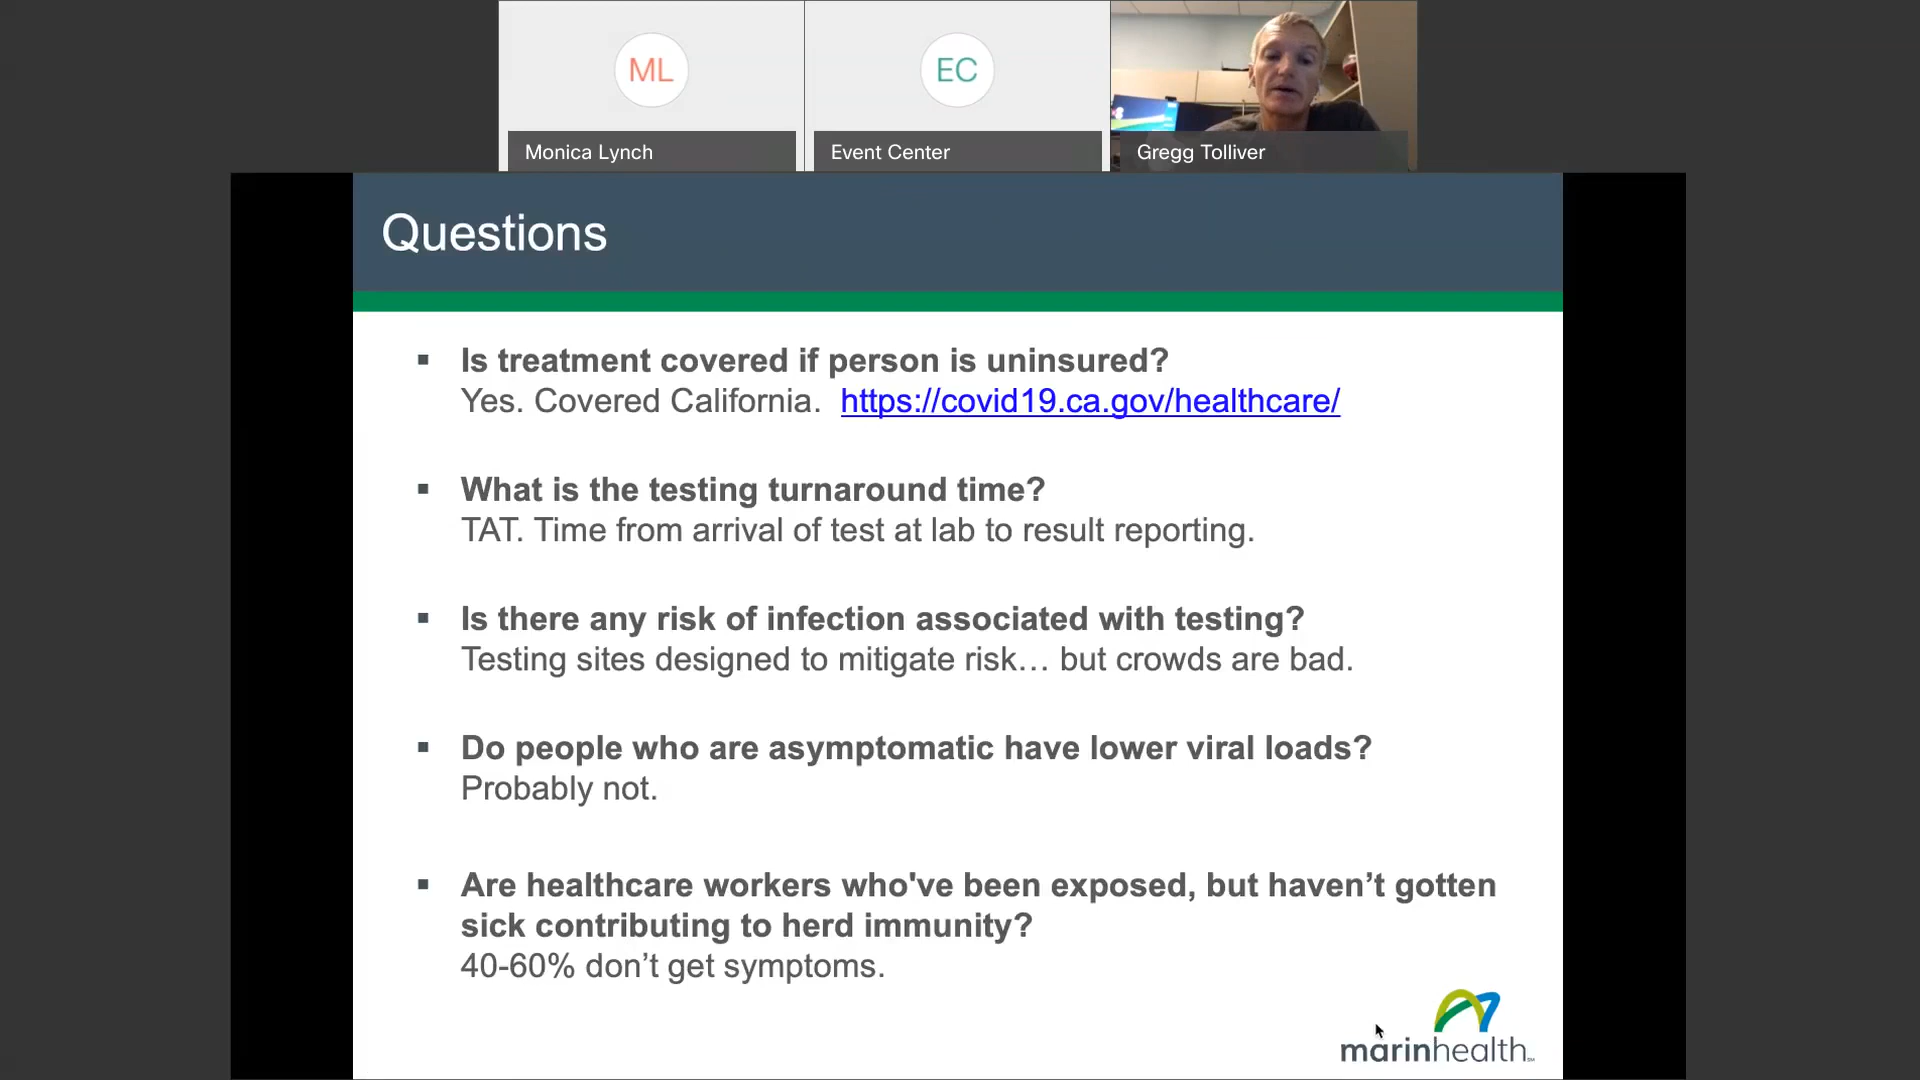 ML
EC
Monica Lynch
Event Center
Gregg Tolliver
Questions
▪ Is treatment covered if person is uninsured?
Yes. Covered California. https://covid19.ca.gov/healthcare/
▪ What is the testing turnaround time?
TAT. Time from arrival of test at lab to result reporting.
▪ Is there any risk of infection associated with testing?
Testing sites designed to mitigate risk… but crowds are bad.
▪ Do people who are asymptomatic have lower viral loads?
Probably not.
▪ Are healthcare workers who've been exposed, but haven’t gotten
sick contributing to herd immunity?
40-60% don’t get symptoms.
marinhealth